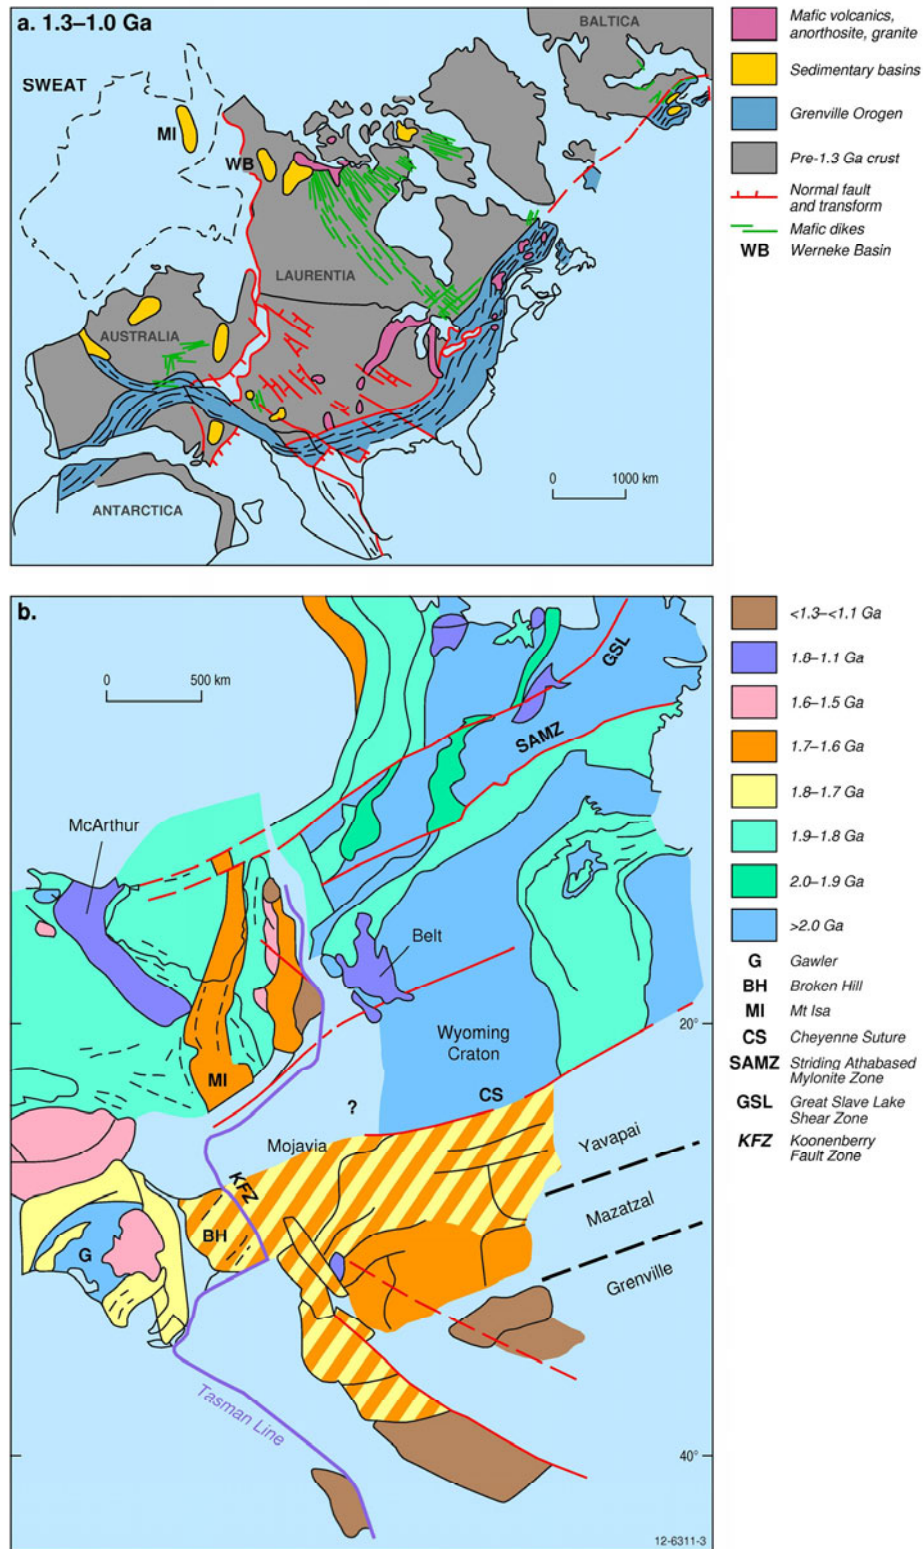 a. 1.3–1.0 Ga
BALTICA
SWEAT
MI
WB
LAURENTIA
AUSTRALIA
ANTARCTICA
0 1000 km
Mafic volcanics,
anorthosite, granite
Sedimentary basins
Grenville Orogen
Pre-1.3 Ga crust
Normal fault
and transform
Mafic dikes
WB Werneke Basin
b.
0 500 km
GSL
SAMZ
McArthur
Belt
Wyoming
Craton
20°
MI
CS
?
Mojavia
Yavapai
KFZ
Mazatzal
BH
G
Grenville
Tasman Line
40°
12-6311-3
<1.3–<1.1 Ga
1.8–1.1 Ga
1.6–1.5 Ga
1.7–1.6 Ga
1.8–1.7 Ga
1.9–1.8 Ga
2.0–1.9 Ga
>2.0 Ga
G Gawler
BH Broken Hill
MI Mt Isa
CS Cheyenne Suture
SAMZ Striding Athabased
Mylonite Zone
GSL Great Slave Lake
Shear Zone
KFZ Koonenberry
Fault Zone